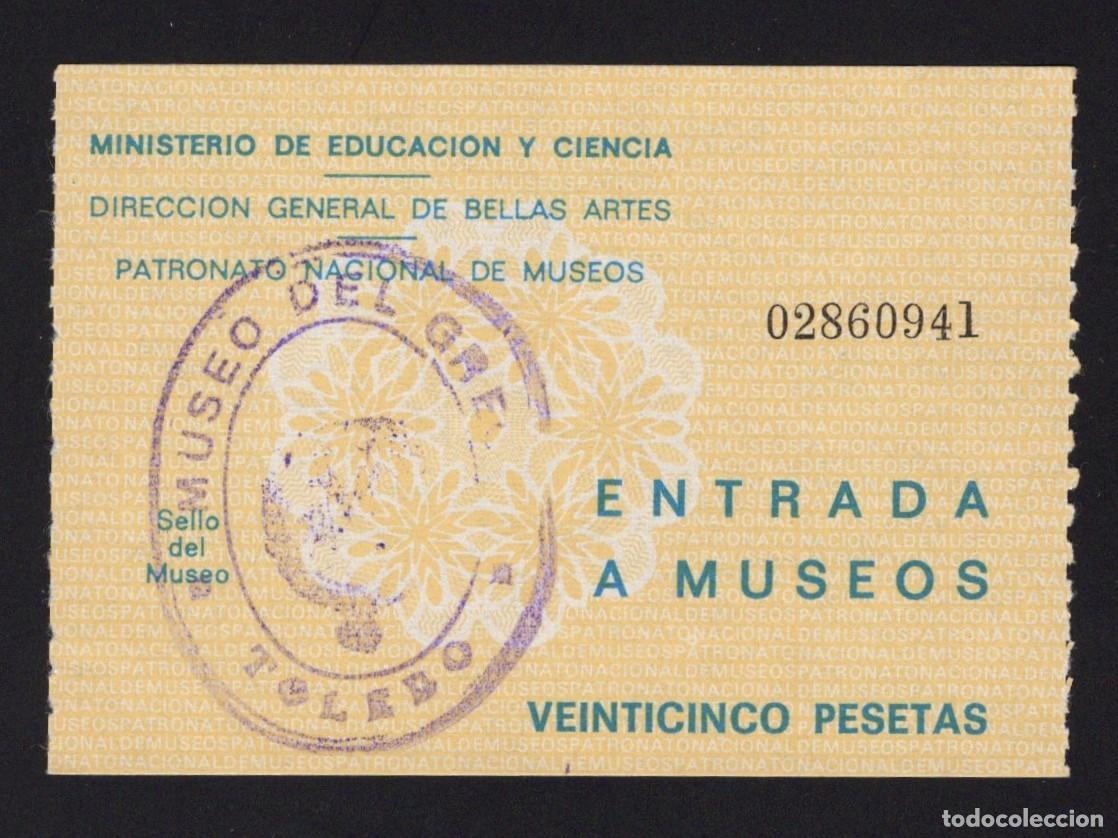 MINISTERIO DE EDUCACION Y CIENCIA
DIRECCION GENERAL DE BELLAS ARTES
PATRONATO NACIONAL DE MUSEOS
02860941
MUSEO DEL GRE
TOLEDO
Sello
del
Museo
ENTRADA
A MUSEOS
VEINTICINCO PESETAS
todocoleccion